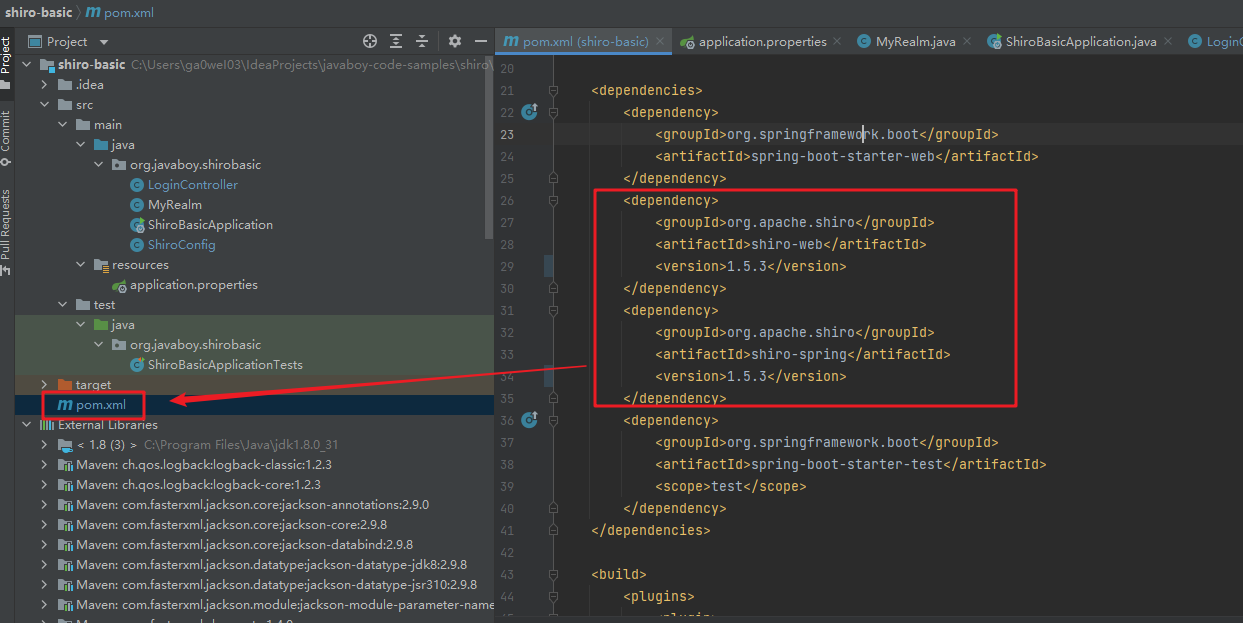 shiro-basic 〉 pom.xml
Project
Commit
Pull Requests
Project
shiro-basic C:\Users\ga0weI03\IdeaProjects\javaboy-code-samples\shiro\
.idea
src
main
java
org.javaboy.shirobasic
LoginController
MyRealm
ShiroBasicApplication
ShiroConfig
resources
application.properties
test
java
org.javaboy.shirobasic
ShiroBasicApplicationTests
target
pom.xml
External Libraries
< 1.8 (3) > C:\Program Files\Java\jdk1.8.0_31
Maven: ch.qos.logback:logback-classic:1.2.3
Maven: ch.qos.logback:logback-core:1.2.3
Maven: com.fasterxml.jackson.core:jackson-annotations:2.9.0
Maven: com.fasterxml.jackson.core:jackson-core:2.9.8
Maven: com.fasterxml.jackson.core:jackson-databind:2.9.8
Maven: com.fasterxml.jackson.datatype:jackson-datatype-jdk8:2.9.8
Maven: com.fasterxml.jackson.datatype:jackson-datatype-jsr310:2.9.8
Maven: com.fasterxml.jackson.module:jackson-module-parameter-name
pom.xml (shiro-basic) application.properties MyRealm.java ShiroBasicApplication.java Login
20
21 <dependencies>
22 <dependency>
23 <groupId>org.springframework.boot</groupId>
24 <artifactId>spring-boot-starter-web</artifactId>
25 </dependency>
26 <dependency>
27 <groupId>org.apache.shiro</groupId>
28 <artifactId>shiro-web</artifactId>
29 <version>1.5.3</version>
30 </dependency>
31 <dependency>
32 <groupId>org.apache.shiro</groupId>
33 <artifactId>shiro-spring</artifactId>
34 <version>1.5.3</version>
35 </dependency>
36 <dependency>
37 <groupId>org.springframework.boot</groupId>
38 <artifactId>spring-boot-starter-test</artifactId>
39 <scope>test</scope>
40 </dependency>
41 </dependencies>
42
43 <build>
44 <plugins>